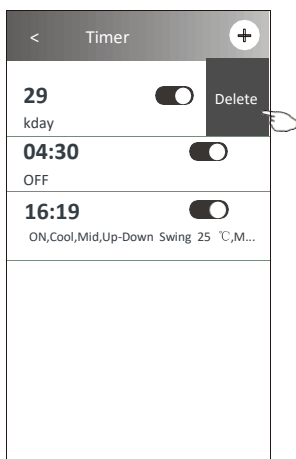 < Timer +
29
Delete
kday
04:30
OFF
16:19
ON,Cool,Mid,Up-Down Swing 25 ℃,M...